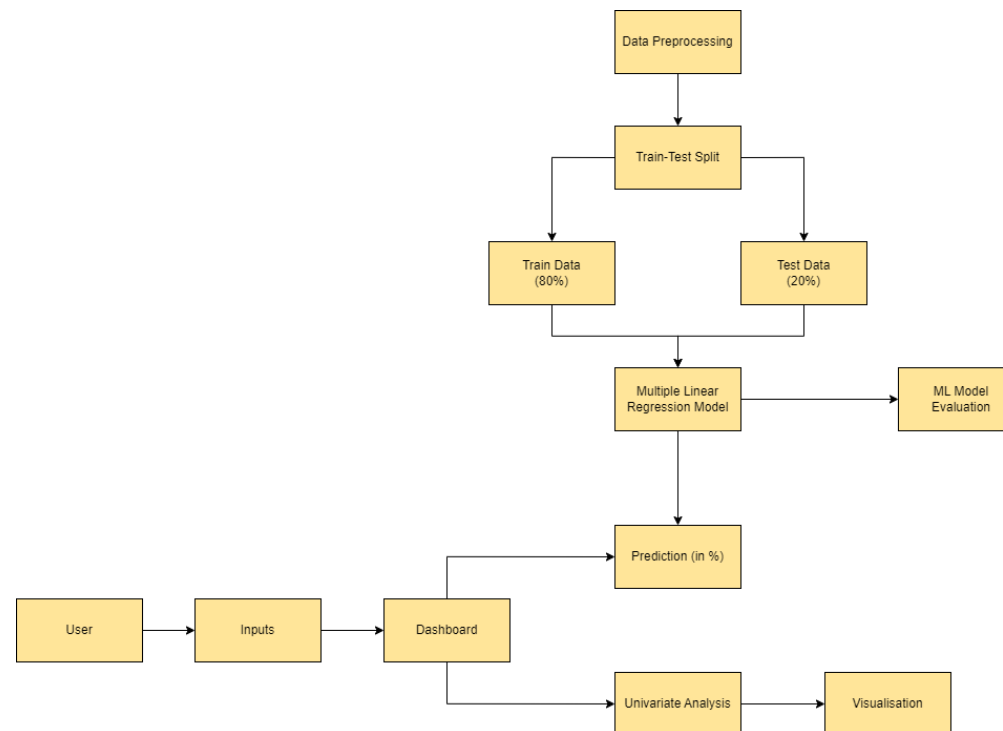 Data Preprocessing
Train-Test Split
Train Data
(80%)
Test Data
(20%)
Multiple Linear
Regression Model
ML Model
Evaluation
Prediction (in %)
User
Inputs
Dashboard
Univariate Analysis
Visualisation